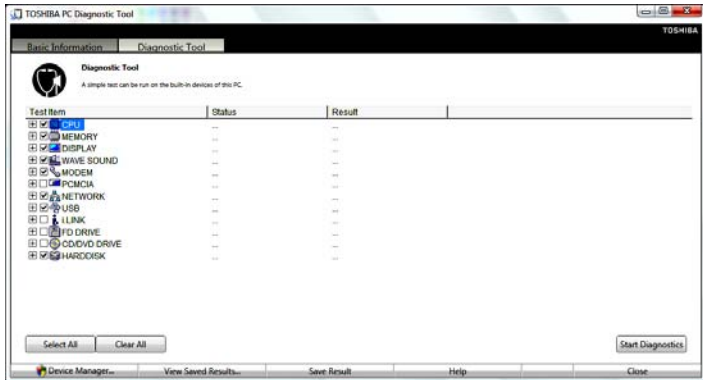 TOSHIBA PC Diagnostic Tool
TOSHIBA
Basic Information Diagnostic Tool
Diagnostic Tool
A simple test can be run on the built-in devices of this PC.
Test Item Status Result
CPU ... ...
MEMORY ... ...
DISPLAY ... ...
WAVE SOUND ... ...
MODEM ... ...
PCMCIA ... ...
NETWORK ... ...
USB ... ...
i.LINK ... ...
FD DRIVE ... ...
CD/DVD DRIVE ... ...
HARDDISK ... ...
Select All Clear All Start Diagnostics
Device Manager... View Saved Results... Save Result Help Close